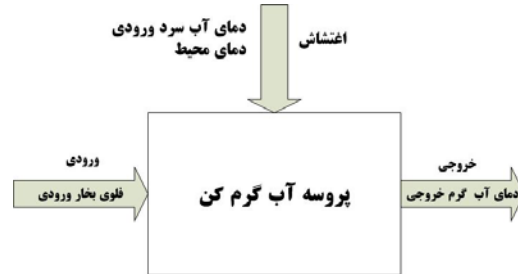 دمای آب سرد ورودی
دمای محیط
اغتشاش
ورودی
فلوی بخار ورودی
پروسه آب گرم کن
خروجی
دمای آب گرم خروجی